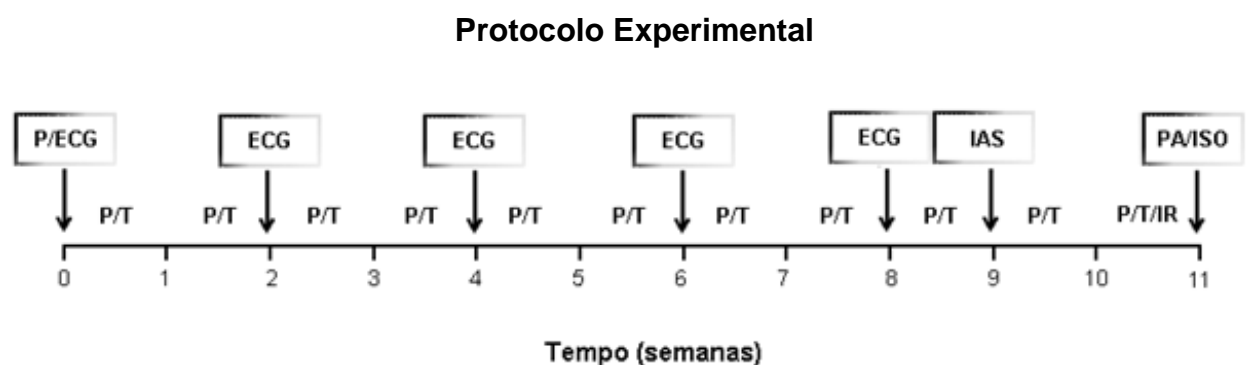 Protocolo Experimental
P/ECG ECG ECG ECG ECG IAS PA/ISO
P/T P/T P/T P/T P/T P/T P/T P/T P/T P/T P/T/IR
0 1 2 3 4 5 6 7 8 9 10 11
Tempo (semanas)